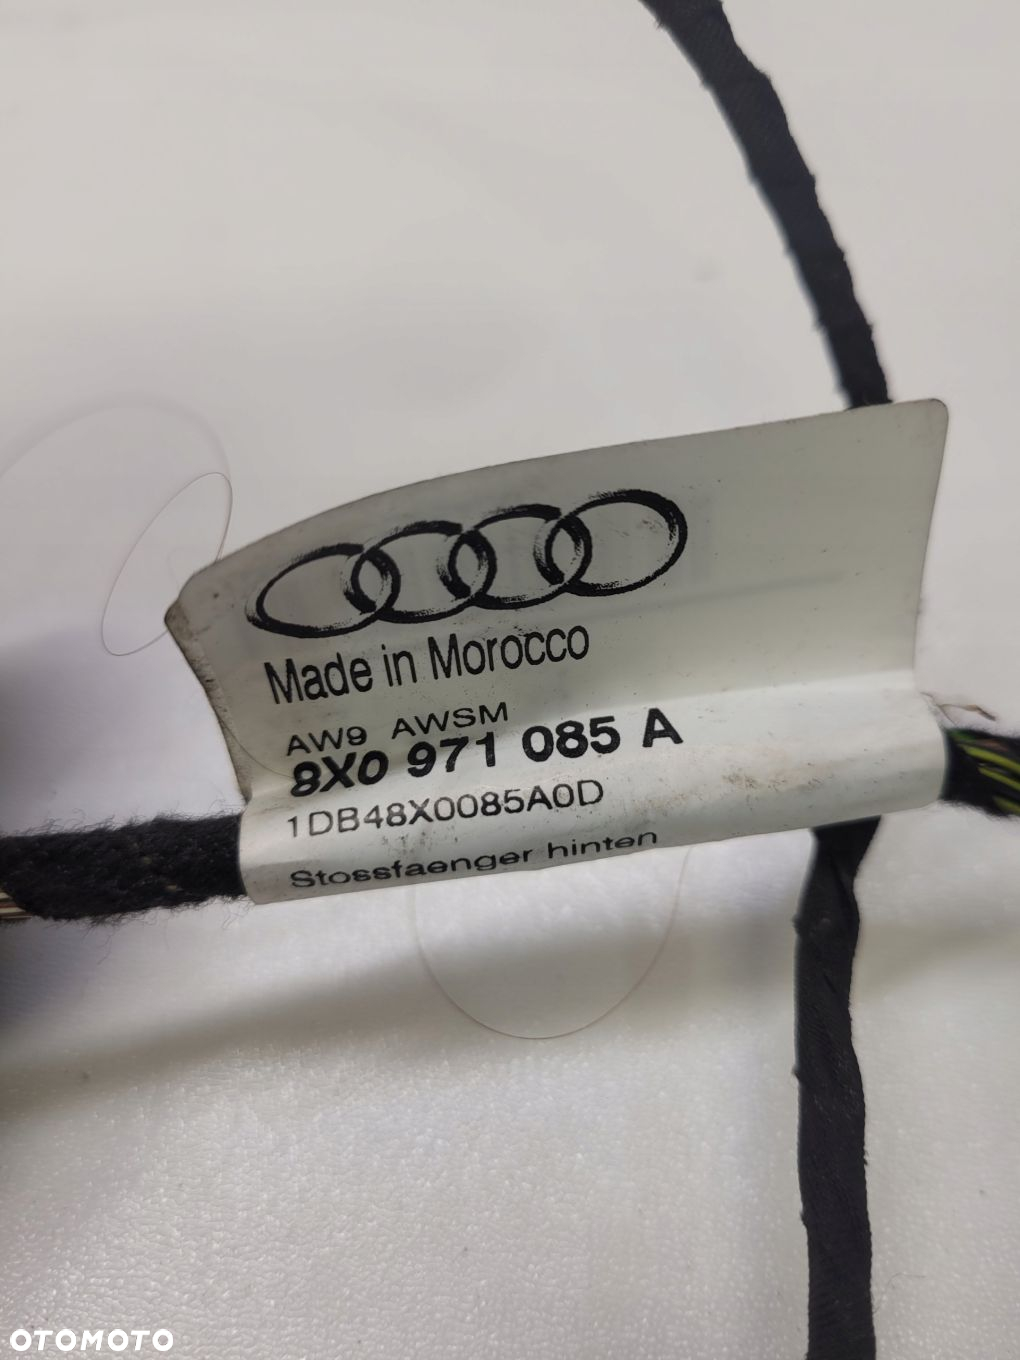 Made in Morocco
AW9 AWSM
8X0 971 085 A
1DB48X0085A0D
Stossfaenger hinten
OTOMOTO